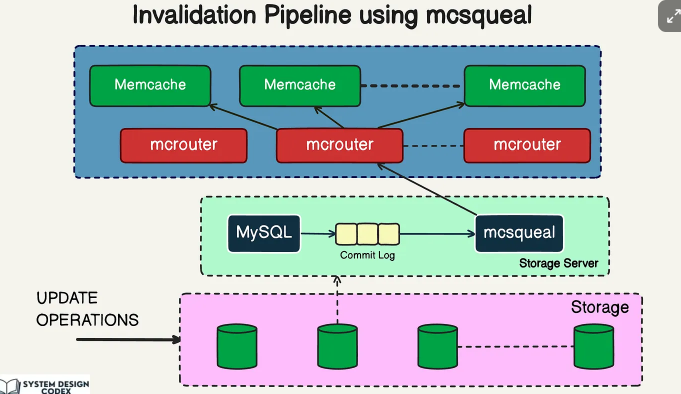 Invalidation Pipeline using mcsqueal
Memcache
Memcache
Memcache
mcrouter
mcrouter
mcrouter
MySQL
mcsqueal
Commit Log
Storage Server
UPDATE
OPERATIONS
Storage
SYSTEM DESIGN
CODEX